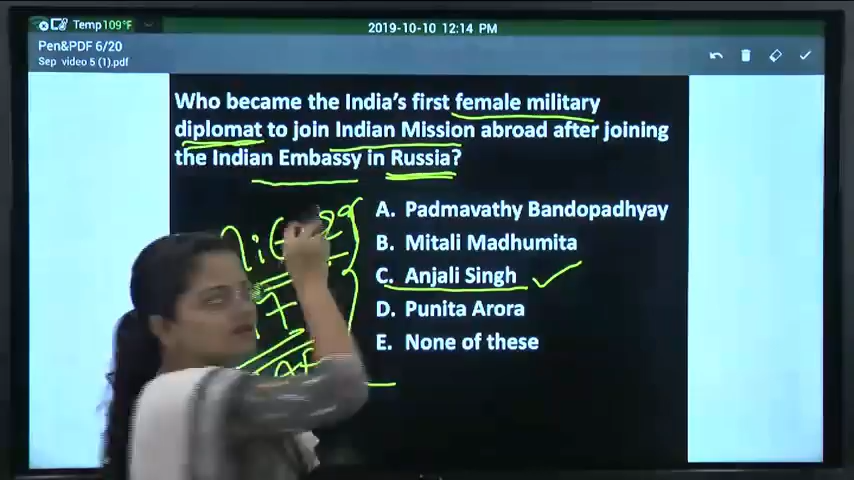 Temp 109°F
2019-10-10 12:14 PM
Pen&PDF 6/20
Sep video 5 (1).pdf
Who became the India's first female military
diplomat to join Indian Mission abroad after joining
the Indian Embassy in Russia?
A. Padmavathy Bandopadhyay
B. Mitali Madhumita
C. Anjali Singh
D. Punita Arora
E. None of these